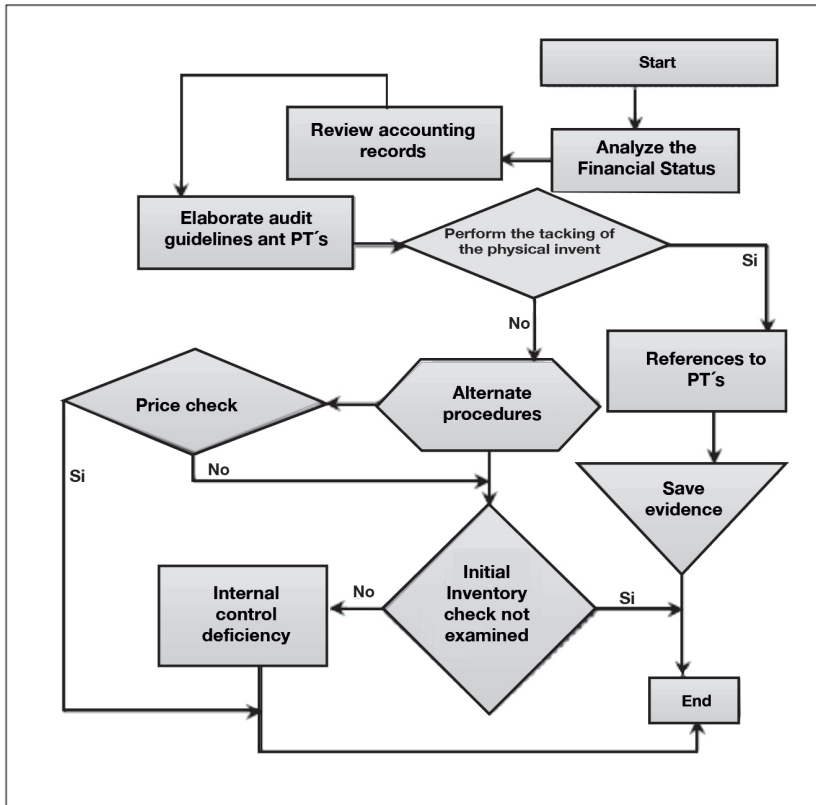 Start
Analyze the
Financial Status
Review accounting
records
Elaborate audit
guidelines ant PT´s
Perform the tacking of
the physical invent
Si
No
References to
PT´s
Alternate
procedures
Price check
Si
No
Save
evidence
Initial
Inventory
check not
examined
No
Si
Internal
control
deficiency
End